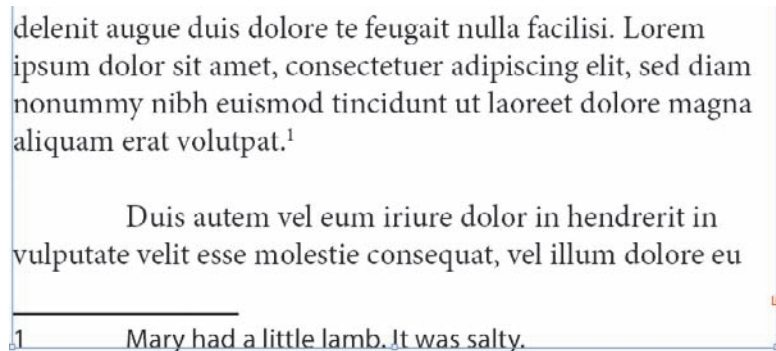 delenit augue duis dolore te feugait nulla facilisi. Lorem
ipsum dolor sit amet, consectetuer adipiscing elit, sed diam
nonummy nibh euismod tincidunt ut laoreet dolore magna
aliquam erat volutpat.¹
Duis autem vel eum iriure dolor in hendrerit in
vulputate velit esse molestie consequat, vel illum dolore eu
1 Mary had a little lamb. It was salty.